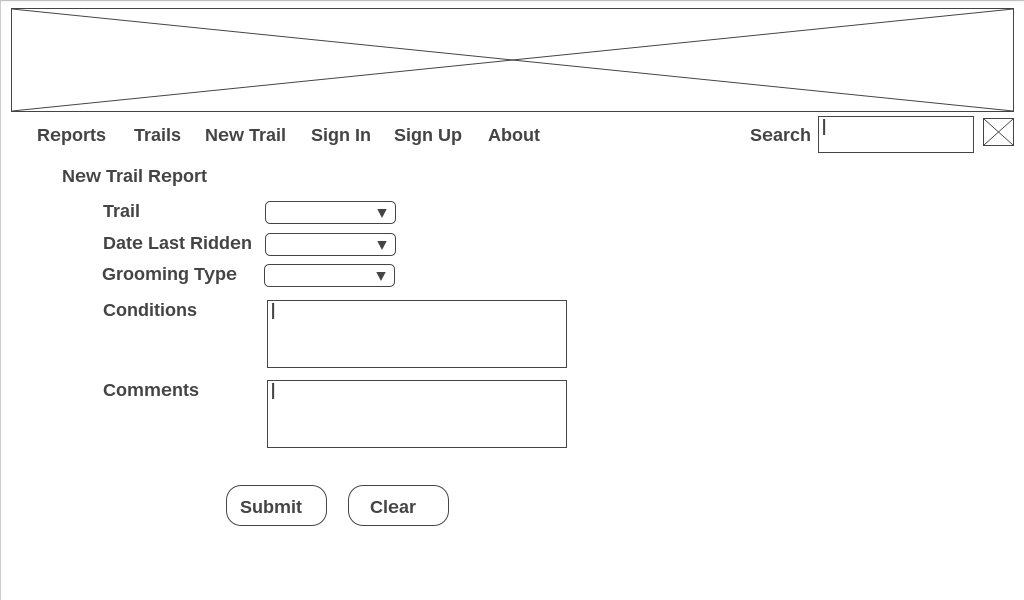 Reports Trails New Trail Sign In Sign Up About Search
New Trail Report
Trail
Date Last Ridden
Grooming Type
Conditions
Comments
Submit Clear